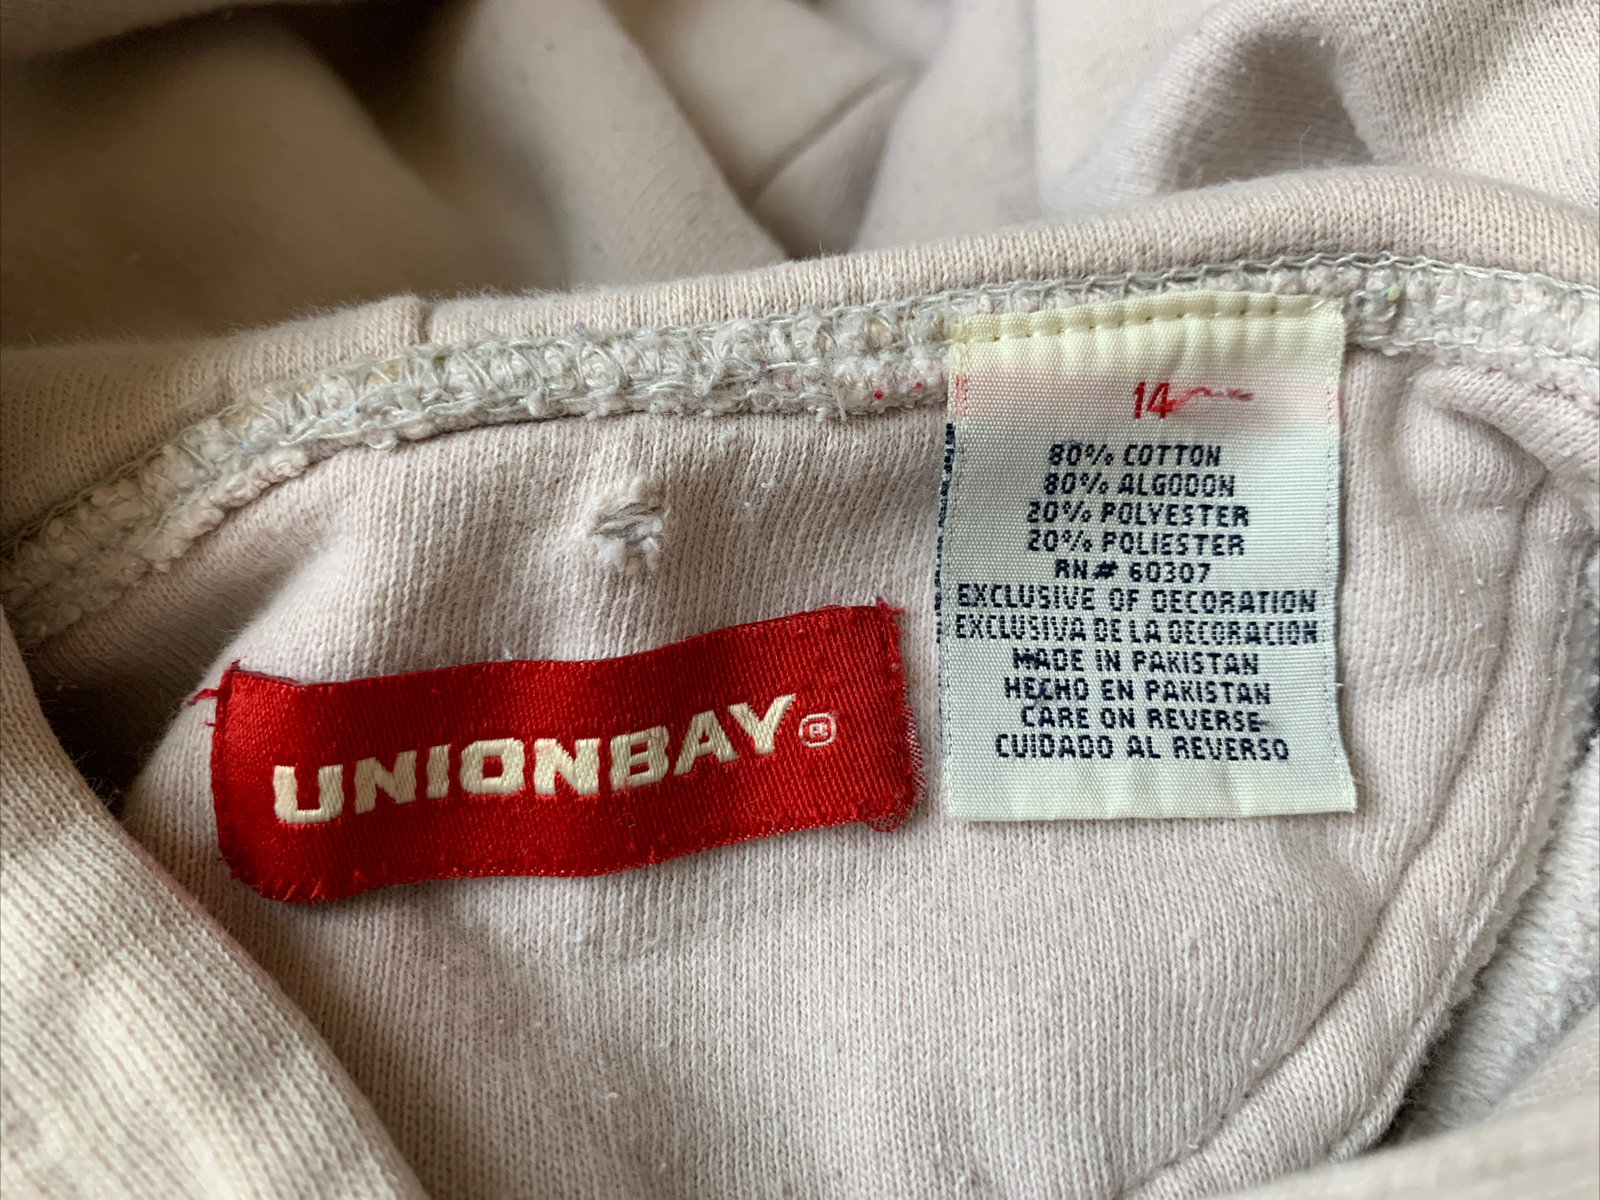 UNIONBAY®
14
80% COTTON
80% ALGODON
20% POLYESTER
20% POLIESTER
RN# 60307
EXCLUSIVE OF DECORATION
EXCLUSIVA DE LA DECORACION
MADE IN PAKISTAN
HECHO EN PAKISTAN
CARE ON REVERSE
CUIDADO AL REVERSO